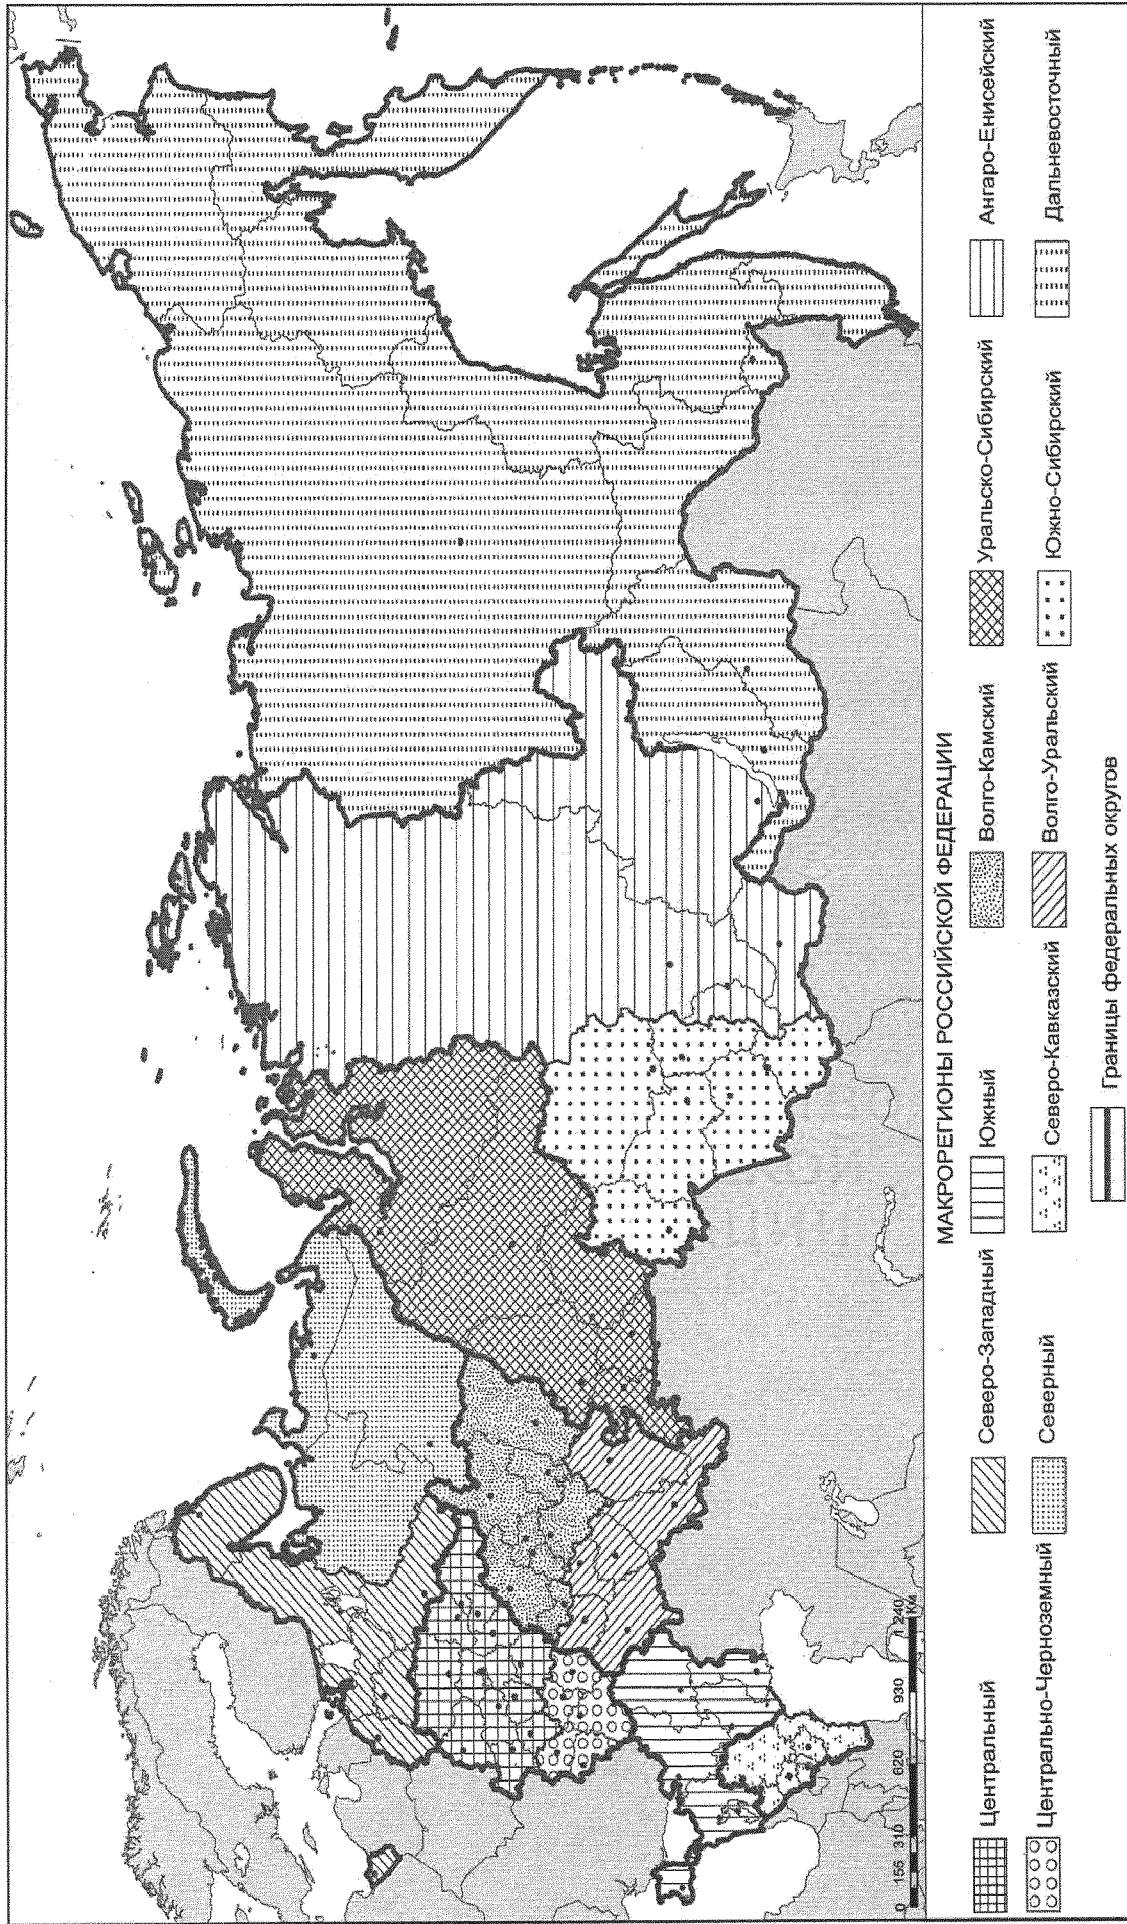 0 155 310 620 930 1 240
Км
МАКРОРЕГИОНЫ РОССИЙСКОЙ ФЕДЕРАЦИИ
Центральный Северо-Западный Южный Волго-Камский Уральско-Сибирский Ангаро-Енисейский
Центрально-Черноземный Северный Северо-Кавказский Волго-Уральский Южно-Сибирский Дальневосточный
Границы федеральных округов